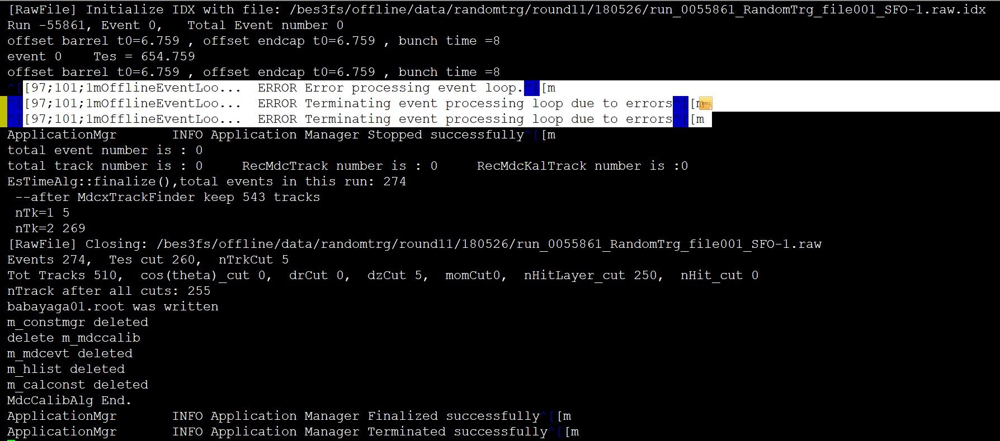 [RawFile] Initialize IDX with file: /bes3fs/offline/data/randomtrg/round11/180526/run_0055861_RandomTrg_file001_SFO-1.raw.idx
Run -55861, Event 0,   Total Event number 0
offset barrel t0=6.759 , offset endcap t0=6.759 , bunch time =8
event 0    Tes = 654.759
offset barrel t0=6.759 , offset endcap t0=6.759 , bunch time =8
^[[97;101;1mOfflineEventLoo...  ERROR Error processing event loop.^[[m
^[[97;101;1mOfflineEventLoo...  ERROR Terminating event processing loop due to errors^[[m
^[[97;101;1mOfflineEventLoo...  ERROR Terminating event processing loop due to errors^[[m
ApplicationMgr       INFO Application Manager Stopped successfully^[[m
total event number is : 0
total track number is : 0     RecMdcTrack number is : 0     RecMdcKalTrack number is :0
EsTimeAlg::finalize(),total events in this run: 274
 --after MdcxTrackFinder keep 543 tracks
 nTk=1 5
 nTk=2 269
[RawFile] Closing: /bes3fs/offline/data/randomtrg/round11/180526/run_0055861_RandomTrg_file001_SFO-1.raw
Events 274,  Tes cut 260,  nTrkCut 5
Tot Tracks 510,  cos(theta)_cut 0,  drCut 0,  dzCut 5,  momCut0,  nHitLayer_cut 250,  nHit_cut 0
nTrack after all cuts: 255
babayaga01.root was written
m_constmgr deleted
delete m_mdccalib
m_mdcevt deleted
m_hlist deleted
m_calconst deleted
MdcCalibAlg End.
ApplicationMgr       INFO Application Manager Finalized successfully^[[m
ApplicationMgr       INFO Application Manager Terminated successfully^[[m